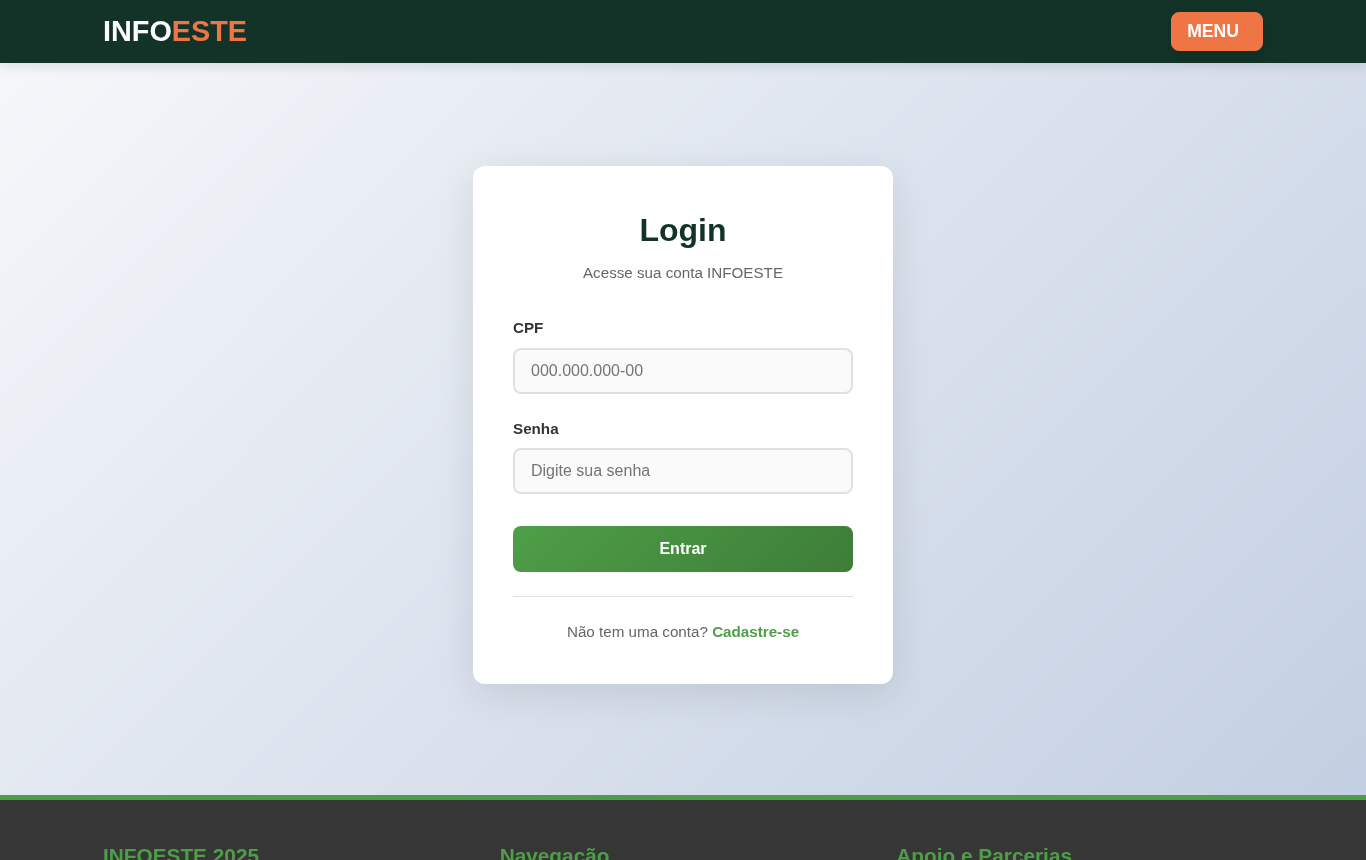 INFOESTE
MENU
Login
Acesse sua conta INFOESTE
CPF
000.000.000-00
Senha
Digite sua senha
Entrar
Não tem uma conta? Cadastre-se
INFOESTE 2025
Navegação
Apoio e Parcerias